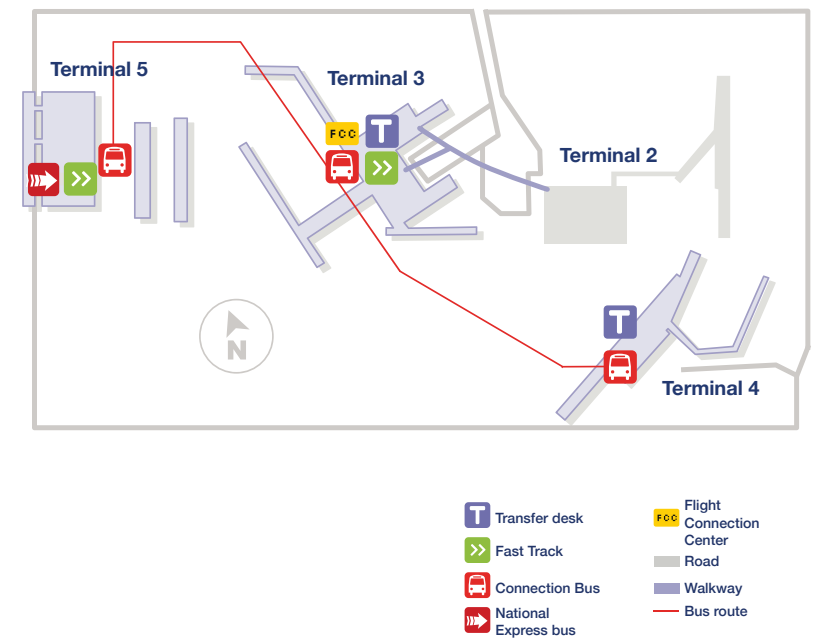 Terminal 5
Terminal 3
FCC
T
Terminal 2
N
T
Terminal 4
T Transfer desk
Fast Track
Connection Bus
National
Express bus
FCC Flight
Connection
Center
Road
Walkway
Bus route